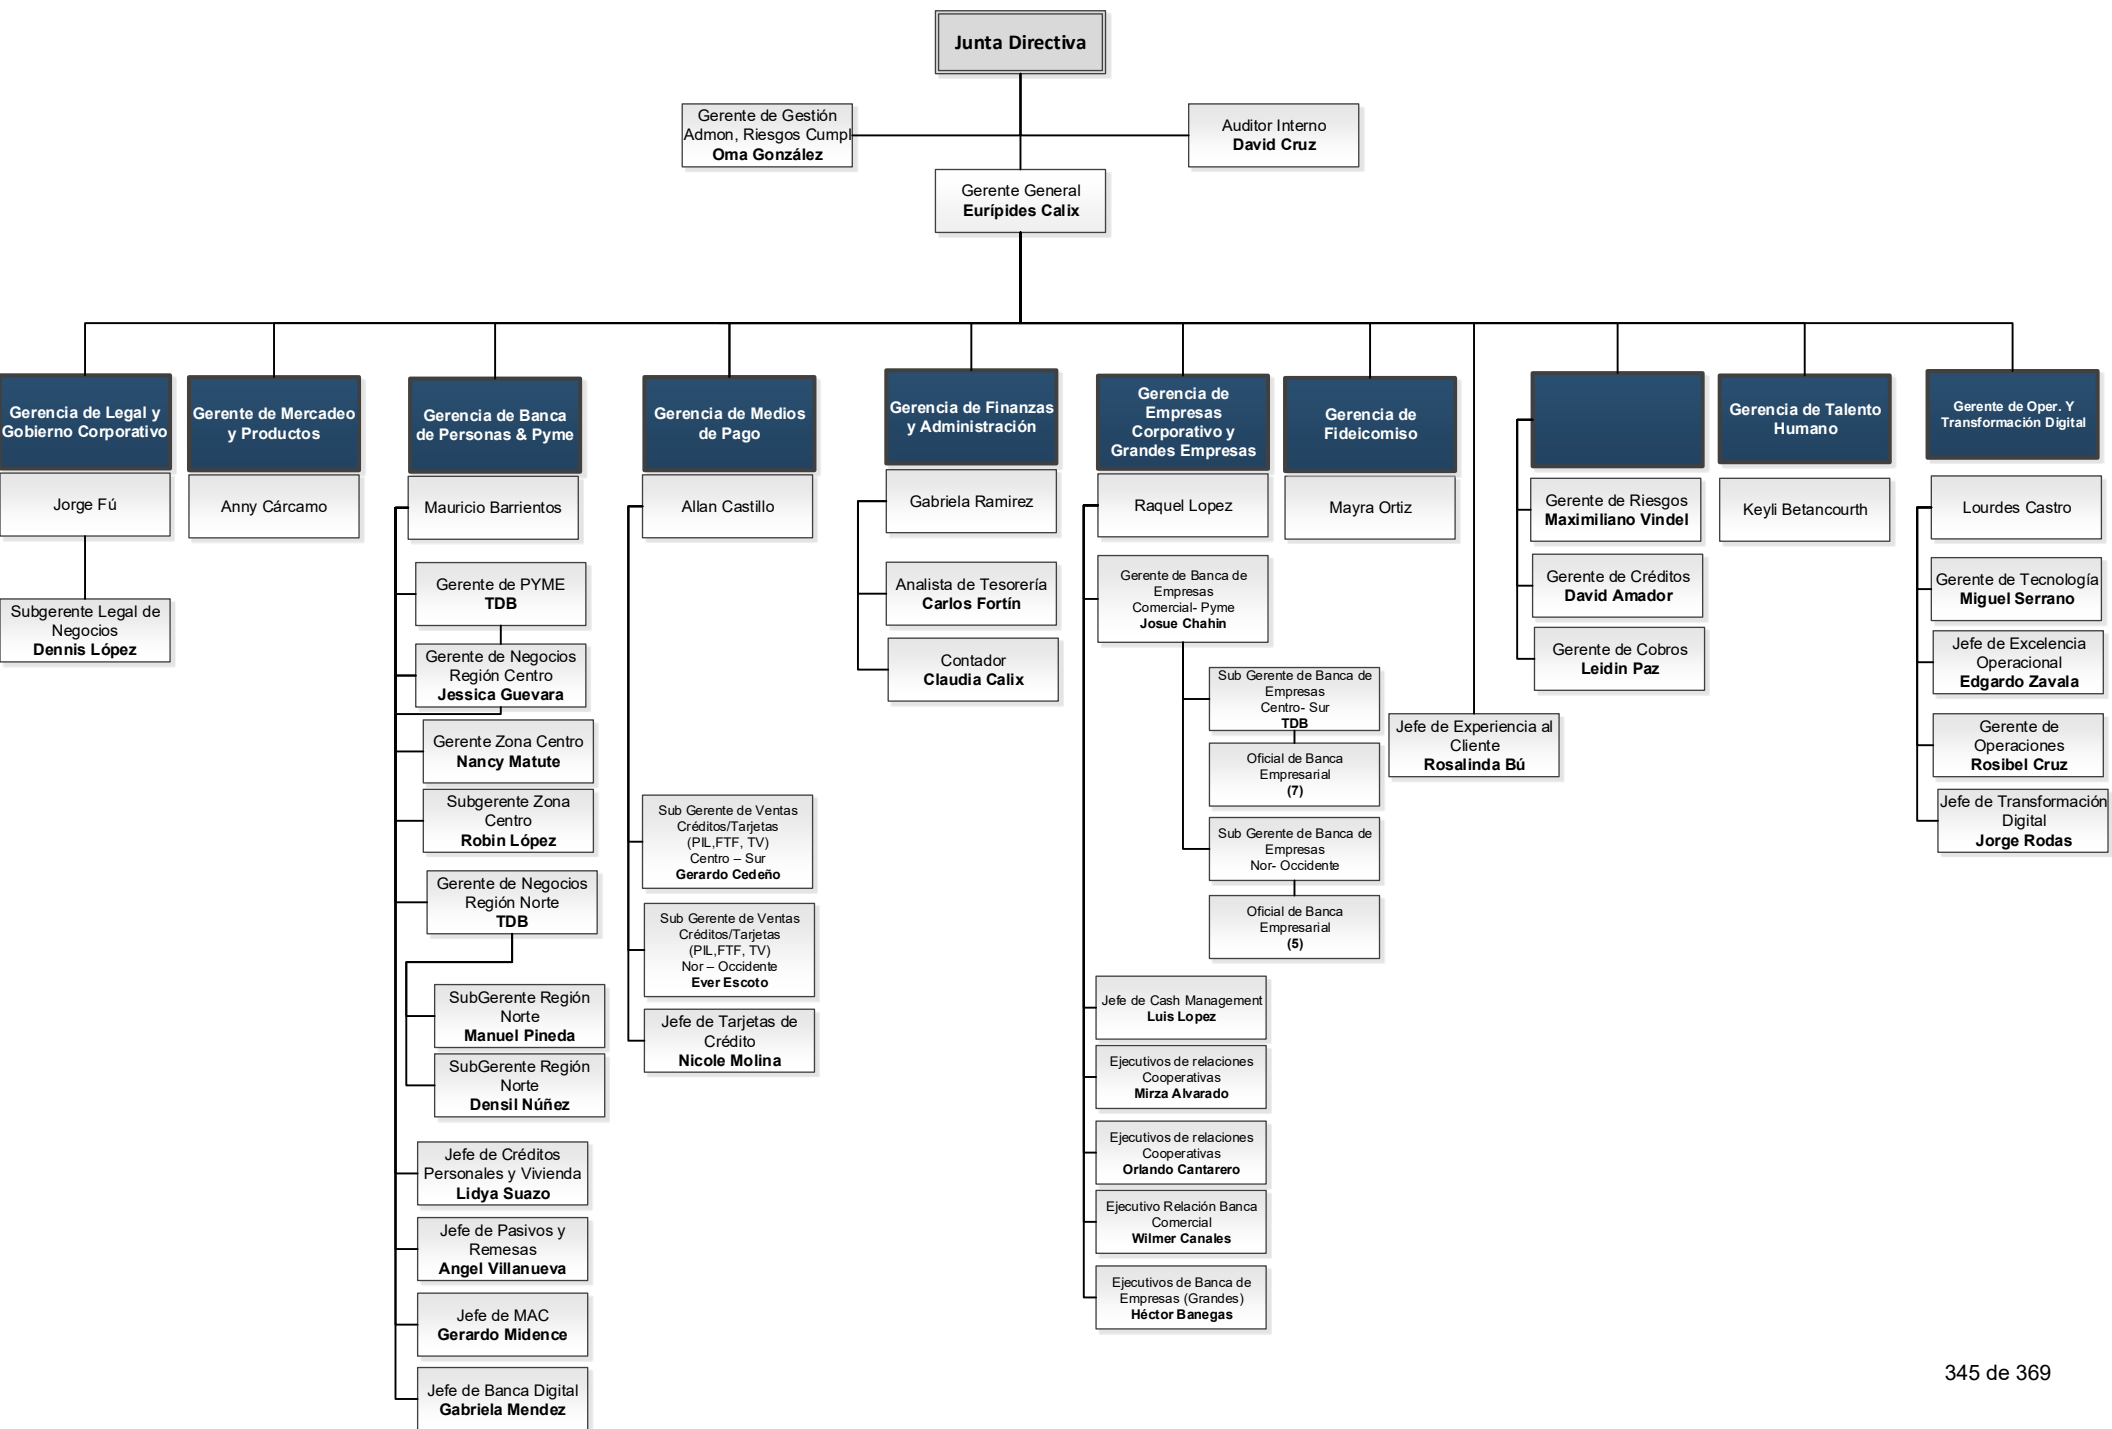 Junta Directiva
Gerente de Gestión
Admon, Riesgos Cumpl
Oma González
Auditor Interno
David Cruz
Gerente General
Eurípides Calix
Gerencia de Legal y
Gobierno Corporativo
Jorge Fú
Subgerente Legal de
Negocios
Dennis López
Gerente de Mercadeo
y Productos
Anny Cárcamo
Gerencia de Banca
de Personas & Pyme
Mauricio Barrientos
Gerente de PYME
TDB
Gerente de Negocios
Región Centro
Jessica Guevara
Gerente Zona Centro
Nancy Matute
Subgerente Zona
Centro
Robin López
Gerente de Negocios
Región Norte
TDB
SubGerente Región
Norte
Manuel Pineda
SubGerente Región
Norte
Densil Núñez
Jefe de Créditos
Personales y Vivienda
Lidya Suazo
Jefe de Pasivos y
Remesas
Angel Villanueva
Jefe de MAC
Gerardo Midence
Jefe de Banca Digital
Gabriela Mendez
Gerencia de Medios
de Pago
Allan Castillo
Sub Gerente de Ventas
Créditos/Tarjetas
(PIL,FTF, TV)
Centro – Sur
Gerardo Cedeño
Sub Gerente de Ventas
Créditos/Tarjetas
(PIL,FTF, TV)
Nor – Occidente
Ever Escoto
Jefe de Tarjetas de
Crédito
Nicole Molina
Gerencia de Finanzas
y Administración
Gabriela Ramirez
Analista de Tesorería
Carlos Fortín
Contador
Claudia Calix
Gerencia de
Empresas
Corporativo y
Grandes Empresas
Raquel Lopez
Gerente de Banca de
Empresas
Comercial- Pyme
Josue Chahin
Sub Gerente de Banca de
Empresas
Centro- Sur
TDB
Oficial de Banca
Empresarial
(7)
Sub Gerente de Banca de
Empresas
Nor- Occidente
Oficial de Banca
Empresarial
(5)
Jefe de Cash Management
Luis Lopez
Ejecutivos de relaciones
Cooperativas
Mirza Alvarado
Ejecutivos de relaciones
Cooperativas
Orlando Cantarero
Ejecutivo Relación Banca
Comercial
Wilmer Canales
Ejecutivos de Banca de
Empresas (Grandes)
Héctor Banegas
Gerencia de
Fideicomiso
Mayra Ortiz
Jefe de Experiencia al
Cliente
Rosalinda Bú
Gerente de Riesgos
Maximiliano Vindel
Gerente de Créditos
David Amador
Gerente de Cobros
Leidin Paz
Gerencia de Talento
Humano
Keyli Betancourth
Gerente de Oper. Y
Transformación Digital
Lourdes Castro
Gerente de Tecnología
Miguel Serrano
Jefe de Excelencia
Operacional
Edgardo Zavala
Gerente de
Operaciones
Rosibel Cruz
Jefe de Transformación
Digital
Jorge Rodas
345 de 369